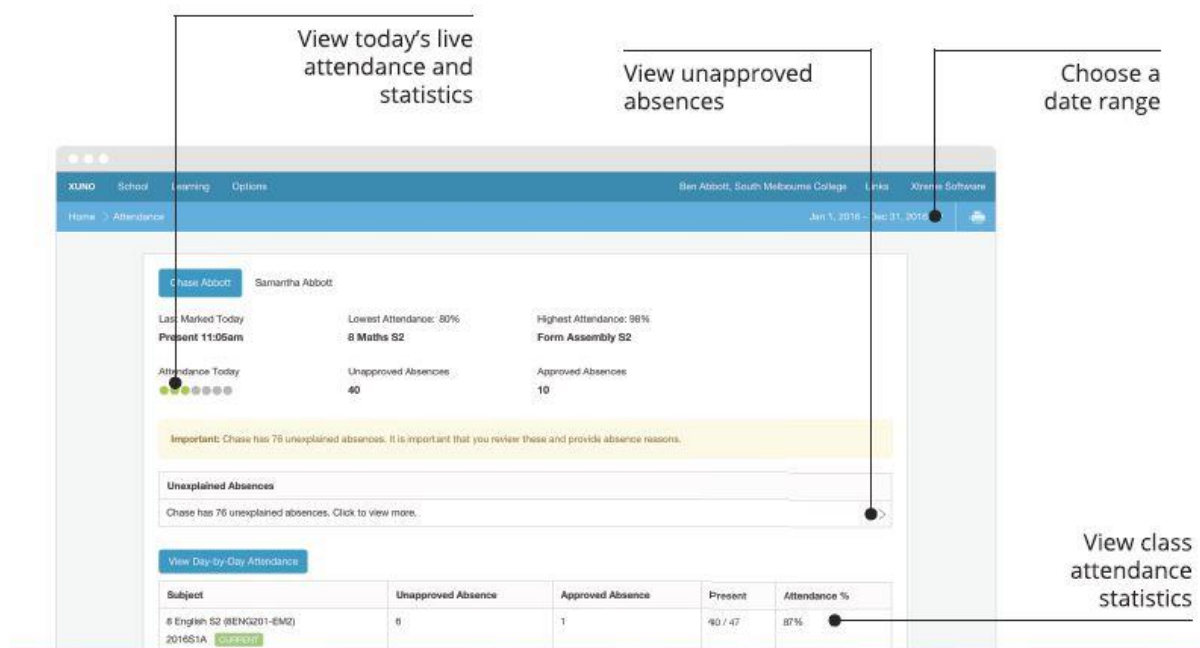 View today's live
attendance and
statistics
View unapproved
absences
Choose a
date range
XUNO School Learning Options Ben Abbott, South Melbourne College Links Xtreme Software
Home > Attendance Jan 1, 2016 - Dec 31, 2016
Chase Abbott Samantha Abbott
Last Marked Today Lowest Attendance: 80% Highest Attendance: 98%
Present 11:05am 8 Maths S2 Form Assembly S2
Attendance Today Unapproved Absences Approved Absences
40 10
Important: Chase has 76 unexplained absences. It is important that you review these and provide absence reasons.
Unexplained Absences
Chase has 76 unexplained absences. Click to view more.
View class
attendance
statistics
View Day-by-Day Attendance
Subject Unapproved Absence Approved Absence Present Attendance %
8 English S2 (8ENG201-EM2) 6 1 40 / 47 87%
2016S1A CURRENT